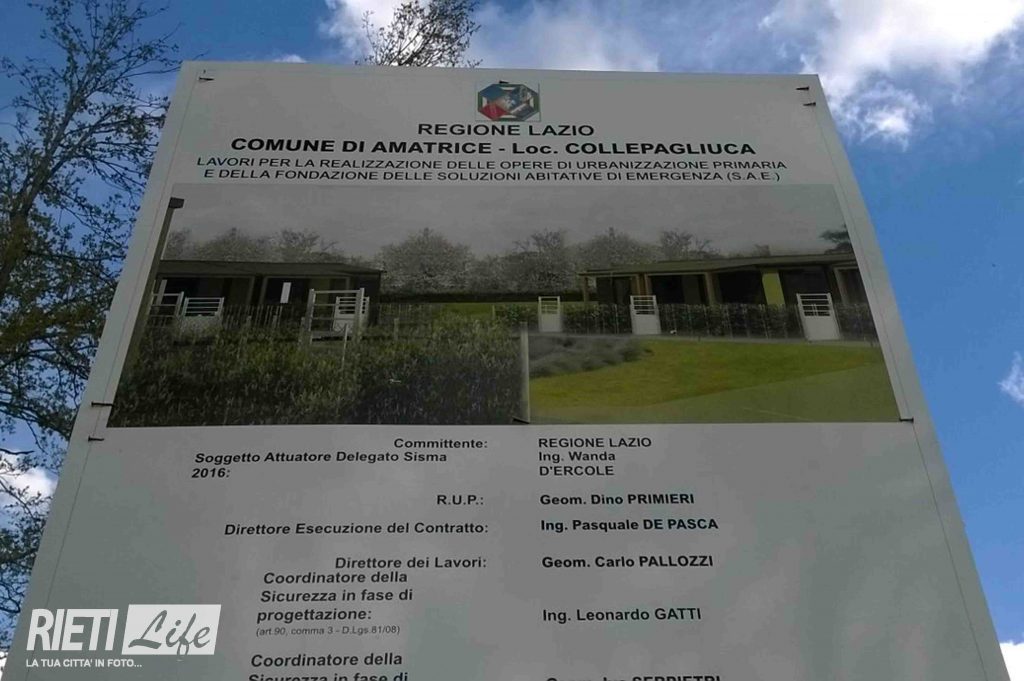 REGIONE LAZIO
COMUNE DI AMATRICE - Loc. COLLEPAGLIUCA
LAVORI PER LA REALIZZAZIONE DELLE OPERE DI URBANIZZAZIONE PRIMARIA
E DELLA FONDAZIONE DELLE SOLUZIONI ABITATIVE DI EMERGENZA (S.A.E.)
Committente: REGIONE LAZIO
Soggetto Attuatore Delegato Sisma Ing. Wanda
2016: D'ERCOLE
R.U.P.: Geom. Dino PRIMIERI
Direttore Esecuzione del Contratto: Ing. Pasquale DE PASCA
Direttore dei Lavori: Geom. Carlo PALLOZZI
Coordinatore della
Sicurezza in fase di
progettazione: Ing. Leonardo GATTI
(art.90, comma 3 - D.Lgs.81/08)
Coordinatore della
Sicurezza in fase di
RIETI Life
LA TUA CITTA' IN FOTO...